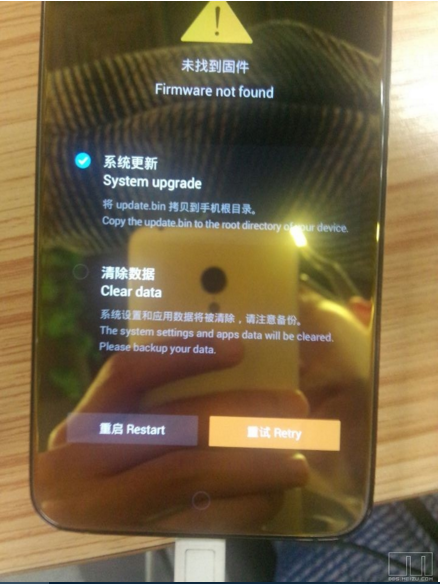 未找到固件
Firmware not found
系统更新
System upgrade
将 update.bin 拷贝到手机根目录。
Copy the update.bin to the root directory of your device.
清除数据
Clear data
系统设置和应用数据将被清除，请注意备份。
The system settings and apps data will be cleared.
Please backup your data.
重启 Restart
重试 Retry